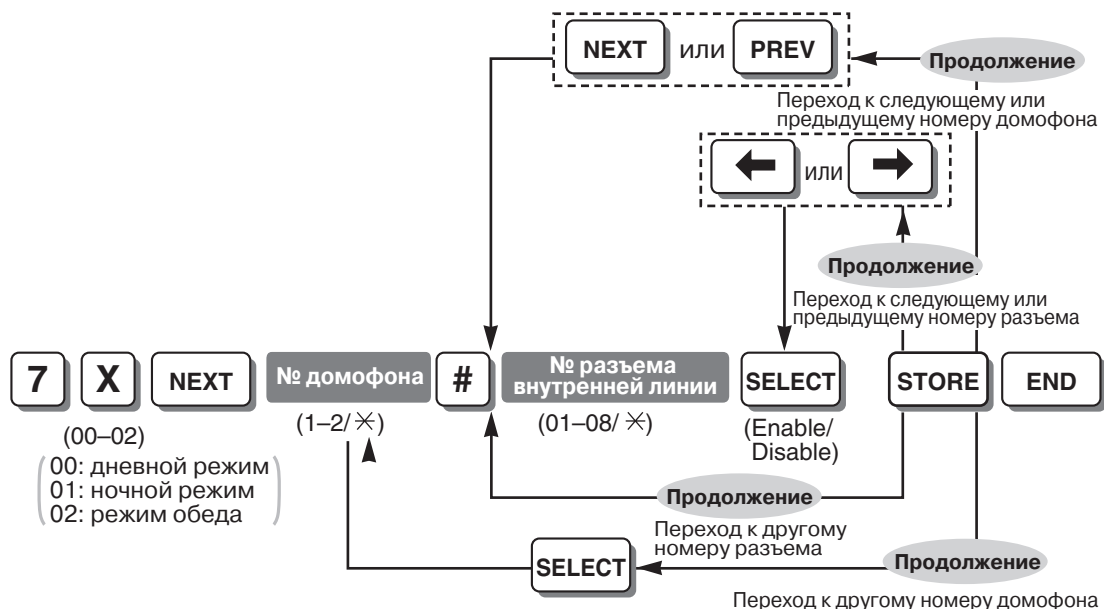 NEXT или PREV
Продолжение
Переход к следующему или
предыдущему номеру домофона
← или →
Продолжение
Переход к следующему или
предыдущему номеру разъема
7 X NEXT № домофона # № разъема
внутренней линии SELECT STORE END
(00–02)
00: дневной режим
01: ночной режим
02: режим обеда
(1–2/✳)
(01–08/ ✳)
(Enable/
Disable)
Продолжение
Переход к другому
номеру разъема
SELECT
Продолжение
Переход к другому номеру домофона